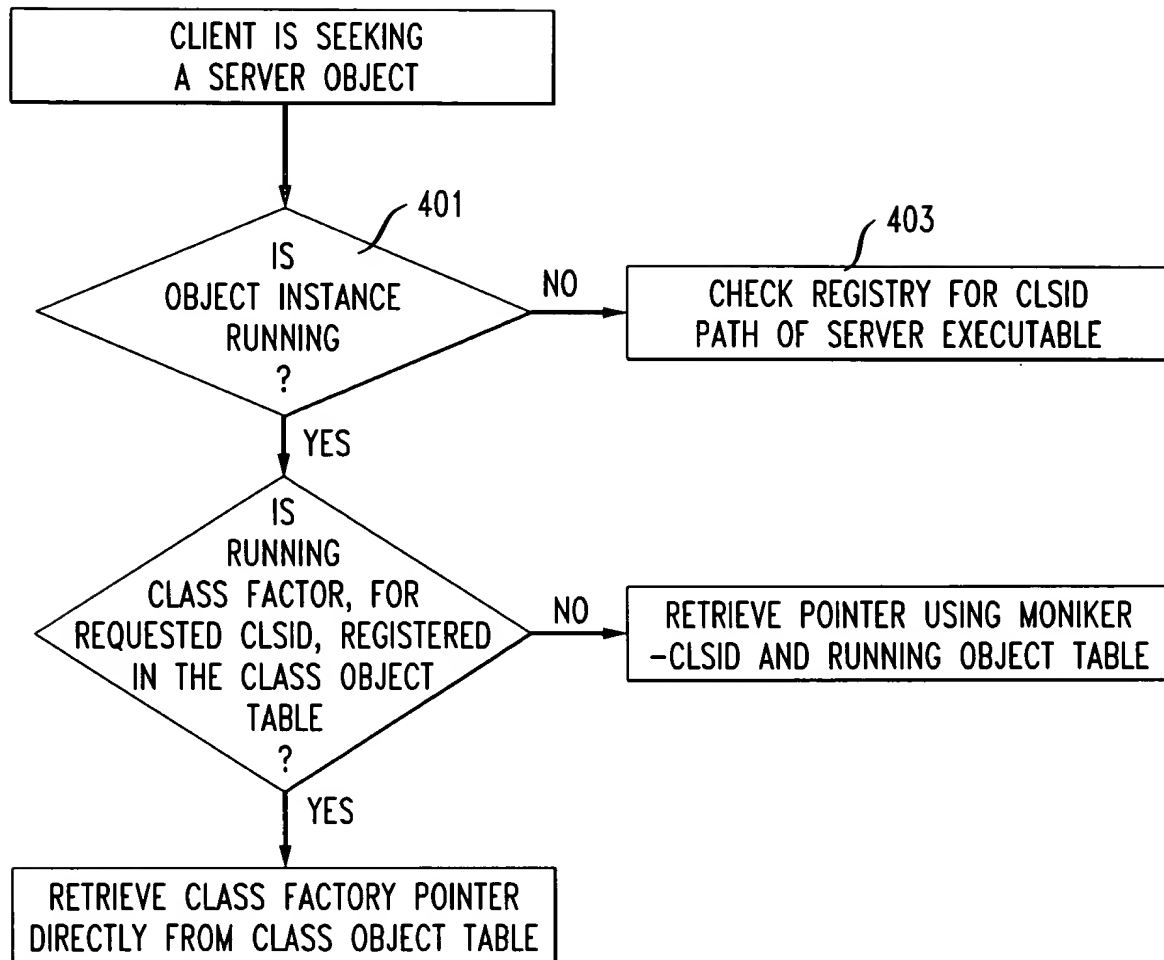 CLIENT IS SEEKING
A SERVER OBJECT
401
IS
OBJECT INSTANCE
RUNNING
?
NO
403
CHECK REGISTRY FOR CLSID
PATH OF SERVER EXECUTABLE
YES
IS
RUNNING
CLASS FACTOR, FOR
REQUESTED CLSID, REGISTERED
IN THE CLASS OBJECT
TABLE
?
NO
RETRIEVE POINTER USING MONIKER
-CLSID AND RUNNING OBJECT TABLE
YES
RETRIEVE CLASS FACTORY POINTER
DIRECTLY FROM CLASS OBJECT TABLE